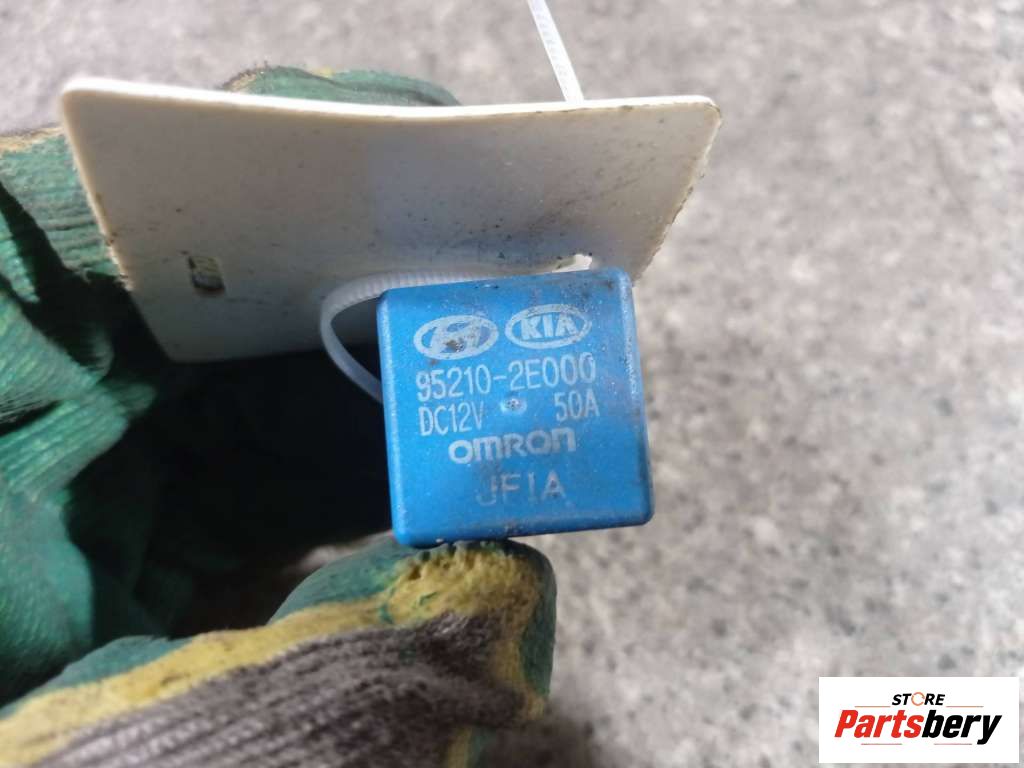 KIA
95210-2E000
DC12V 50A
omron
JF1A
STORE
Partsbery